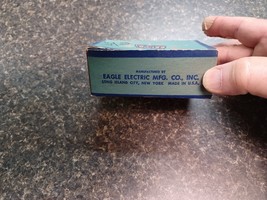 MANUFACTURED BY
EAGLE ELECTRIC MFG. CO., INC.
LONG ISLAND CITY, NEW YORK MADE IN U.S.A.